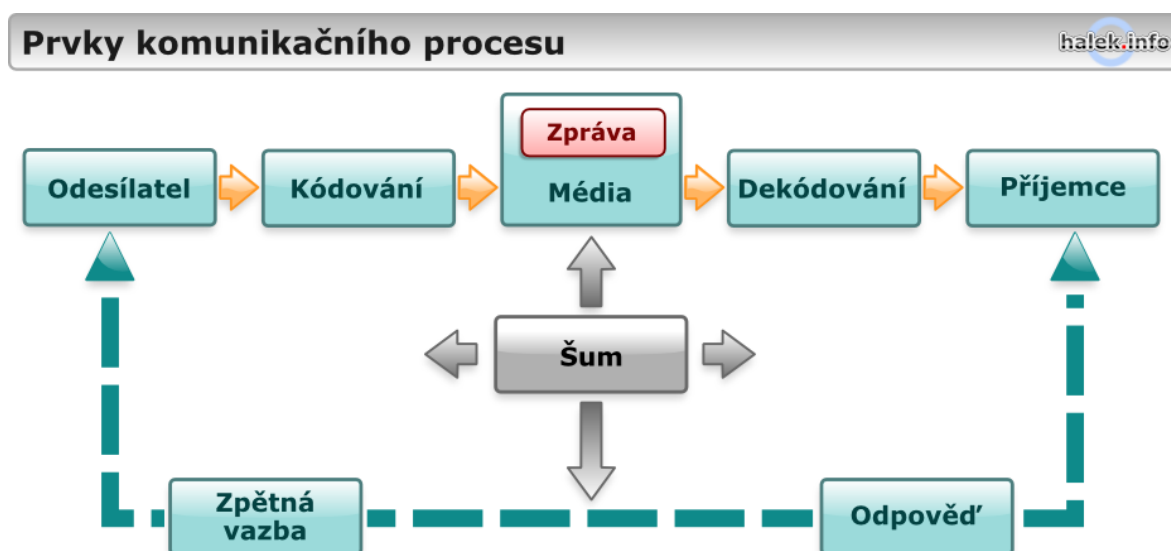 Prvky komunikačního procesu
halek.info
Zpráva
Odesílatel
Kódování
Média
Dekódování
Příjemce
Šum
Zpětná
vazba
Odpověď